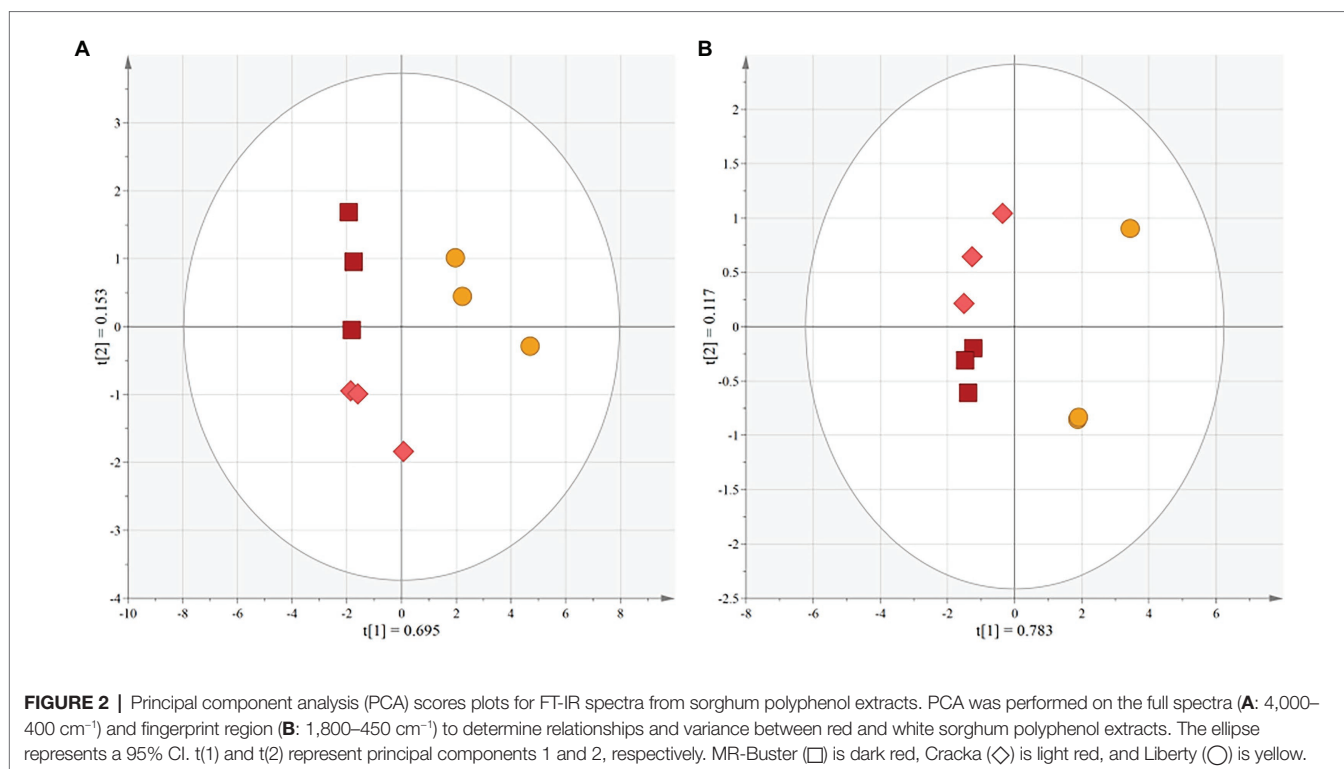 A
3
2
1
0
-1
-2
-3
-4
t[2] = 0.153
-10 -8 -6 -4 -2 0 2 4 6 8
t[1] = 0.695
B
2
1.5
1
0.5
0
-0.5
-1
-1.5
-2
-2.5
t[2] = 0.117
-8 -6 -4 -2 0 2 4 6
t[1] = 0.783
FIGURE 2 | Principal component analysis (PCA) scores plots for FT-IR spectra from sorghum polyphenol extracts. PCA was performed on the full spectra (A: 4,000–
400 cm⁻¹) and fingerprint region (B: 1,800–450 cm⁻¹) to determine relationships and variance between red and white sorghum polyphenol extracts. The ellipse
represents a 95% CI. t(1) and t(2) represent principal components 1 and 2, respectively. MR-Buster (□) is dark red, Cracka (◇) is light red, and Liberty (○) is yellow.